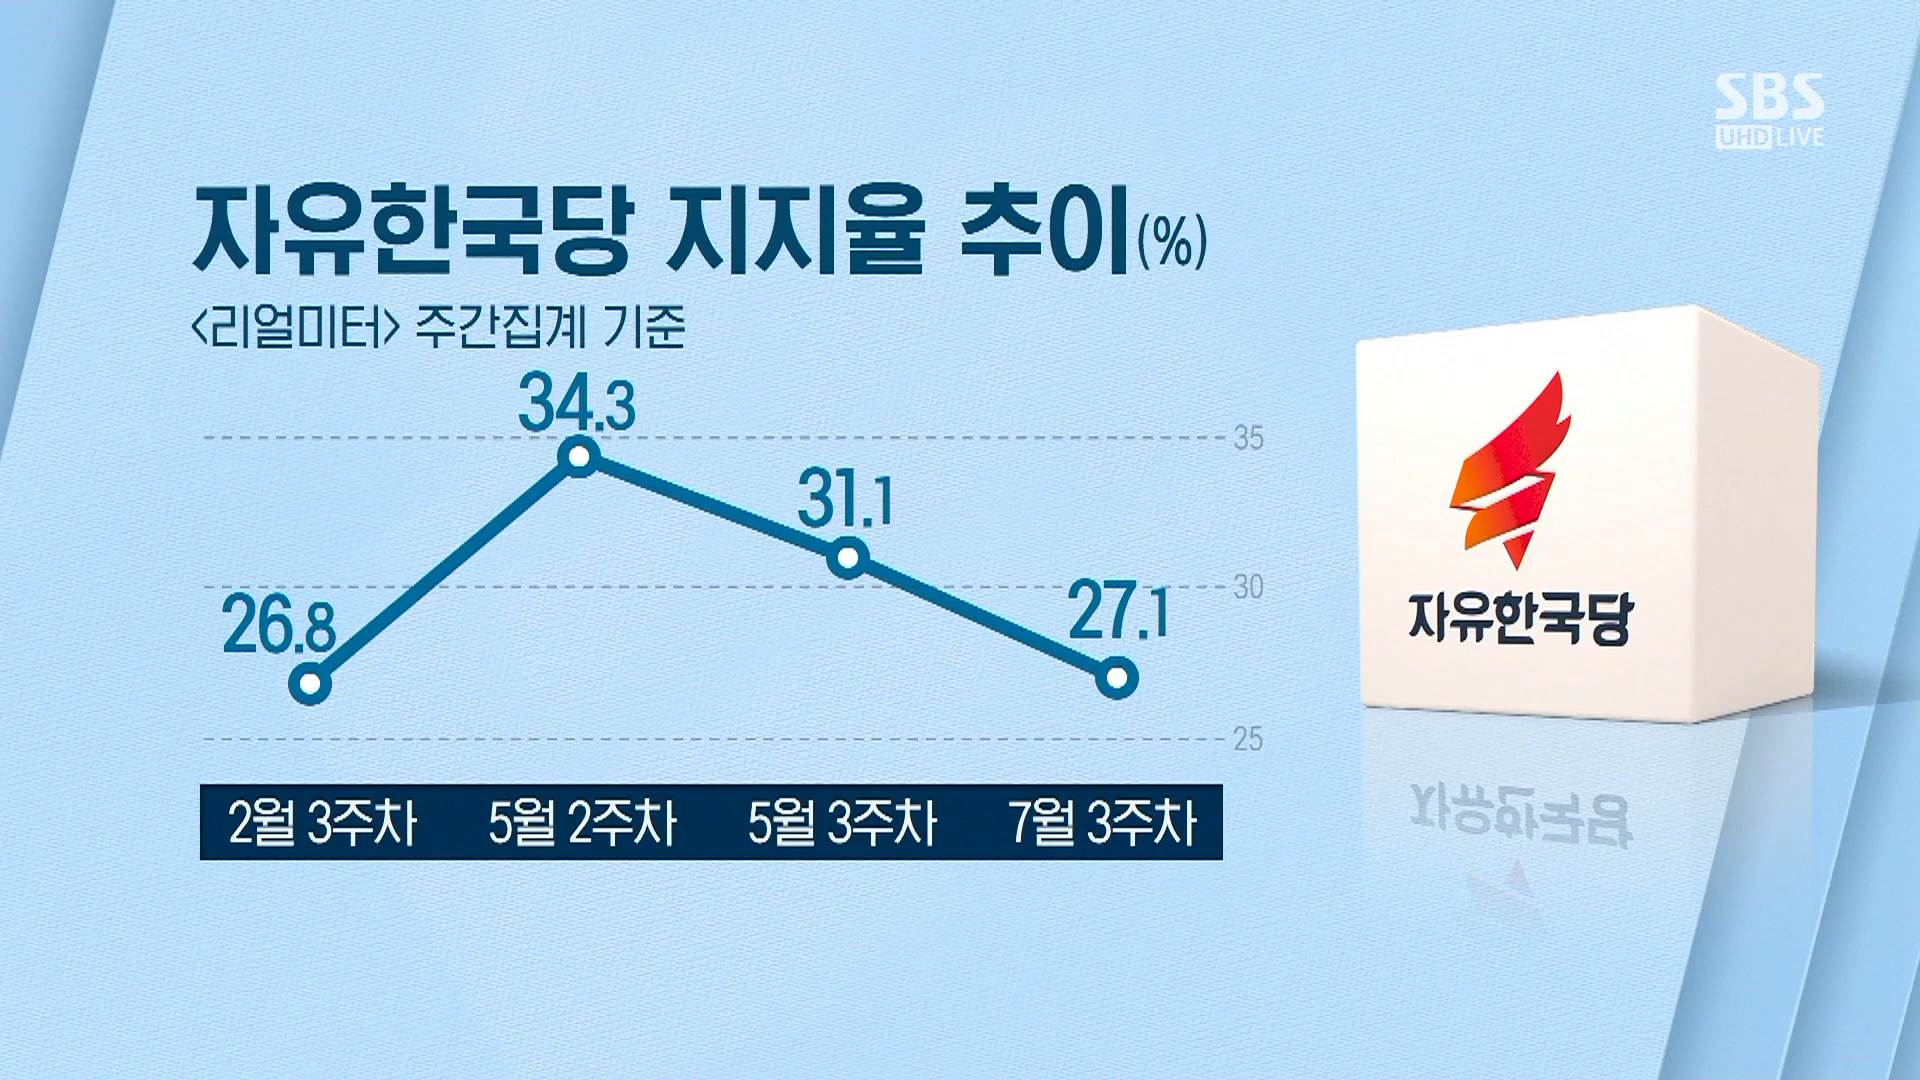 SBS
UHD LIVE
자유한국당 지지율 추이(%)
<리얼미터> 주간집계 기준
34.3
35
31.1
30
27.1
26.8
25
2월 3주차 5월 2주차 5월 3주차 7월 3주차
자유한국당